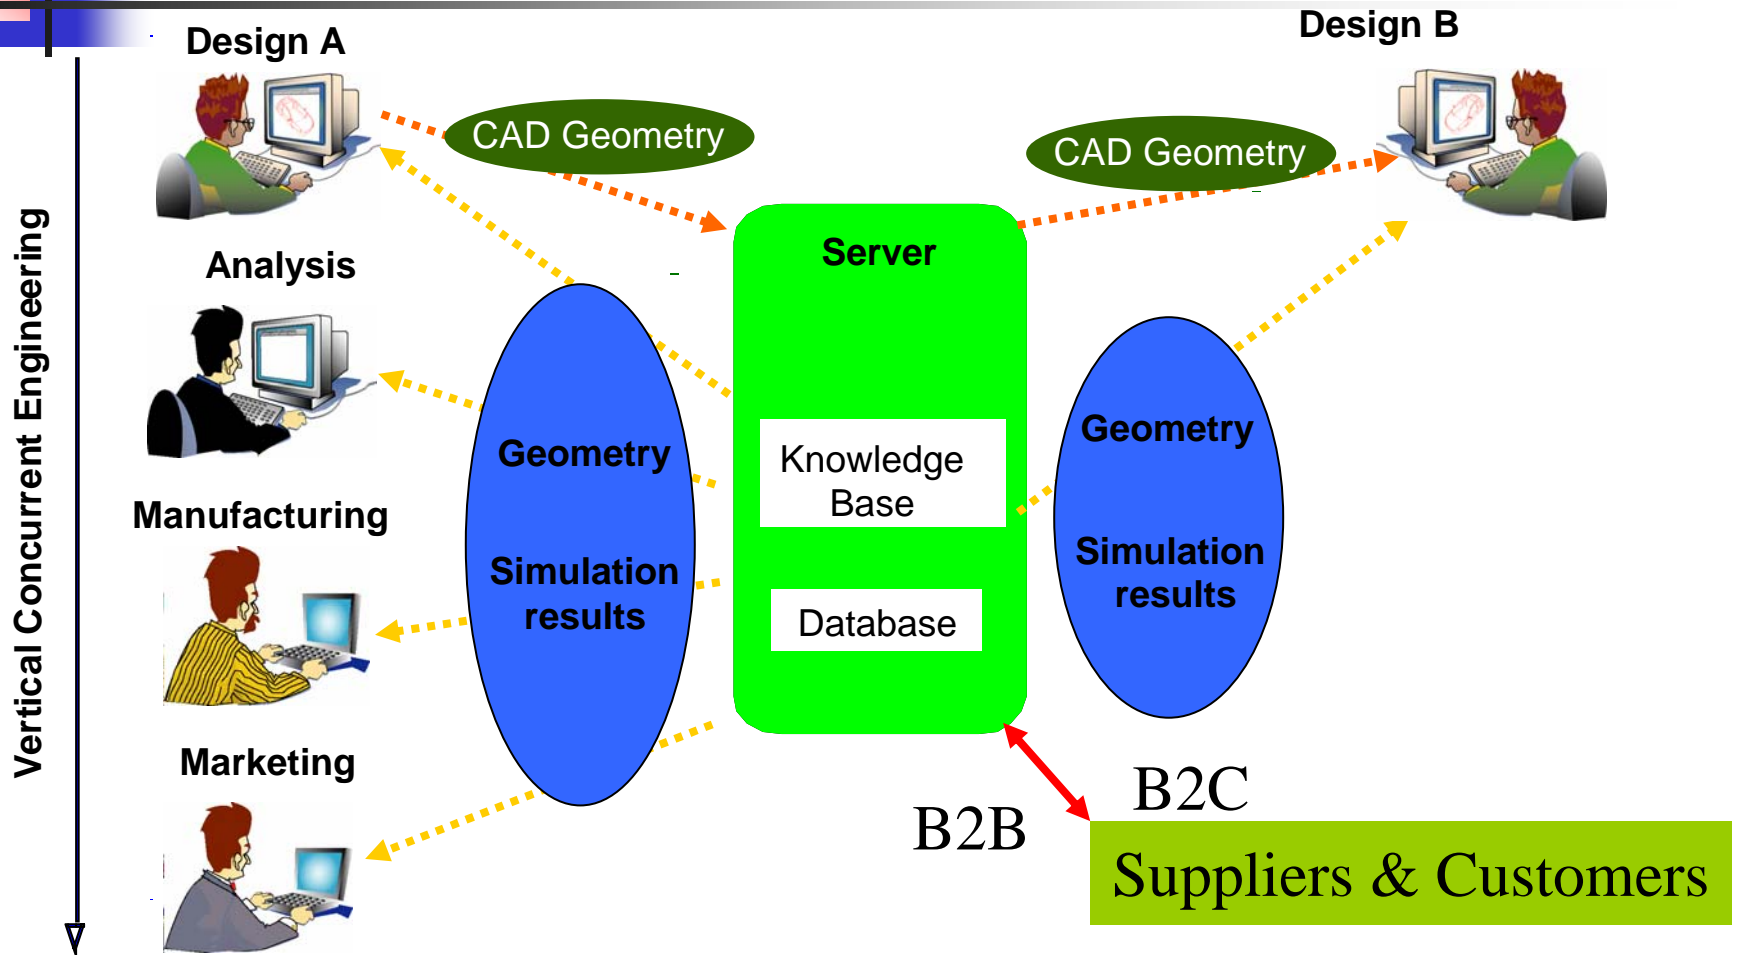 Design A
Design B
CAD Geometry
CAD Geometry
Server
Analysis
Vertical Concurrent Engineering
Geometry
Simulation
results
Geometry
Simulation
results
Knowledge
Base
Manufacturing
Database
Marketing
B2C
B2B
Suppliers & Customers